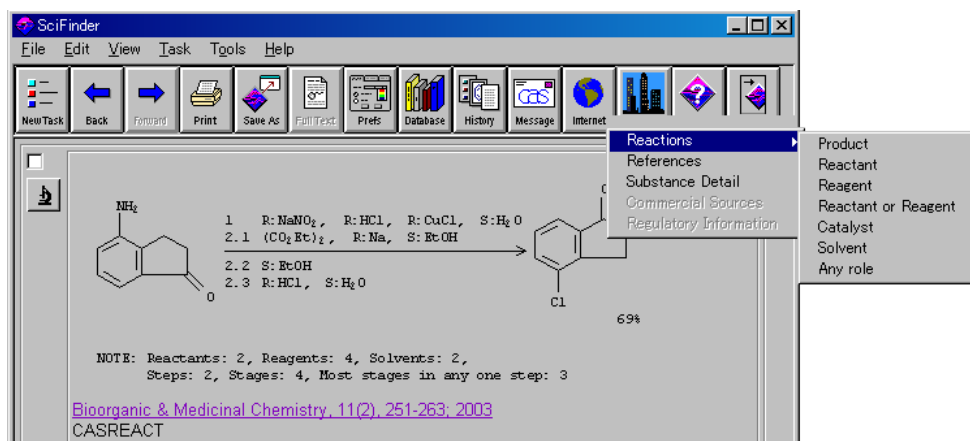 SciFinder
File Edit View Task Tools Help
New Task Back Forward Print Save As Full Text Prefs Database History Message Internet
cas
?
Reactions
References
Substance Detail
Commercial Sources
Regulatory Information
Product
Reactant
Reagent
Reactant or Reagent
Catalyst
Solvent
Any role
NH₂
O
1 R:NaNO₂, R:HCl, R:CuCl, S:H₂O
2.1 (CO₂Et)₂, R:Na, S:EtOH
2.2 S:EtOH
2.3 R:HCl, S:H₂O
Cl
69%
NOTE: Reactants: 2, Reagents: 4, Solvents: 2,
Steps: 2, Stages: 4, Most stages in any one step: 3
Bioorganic & Medicinal Chemistry, 11(2), 251-263; 2003
CASREACT